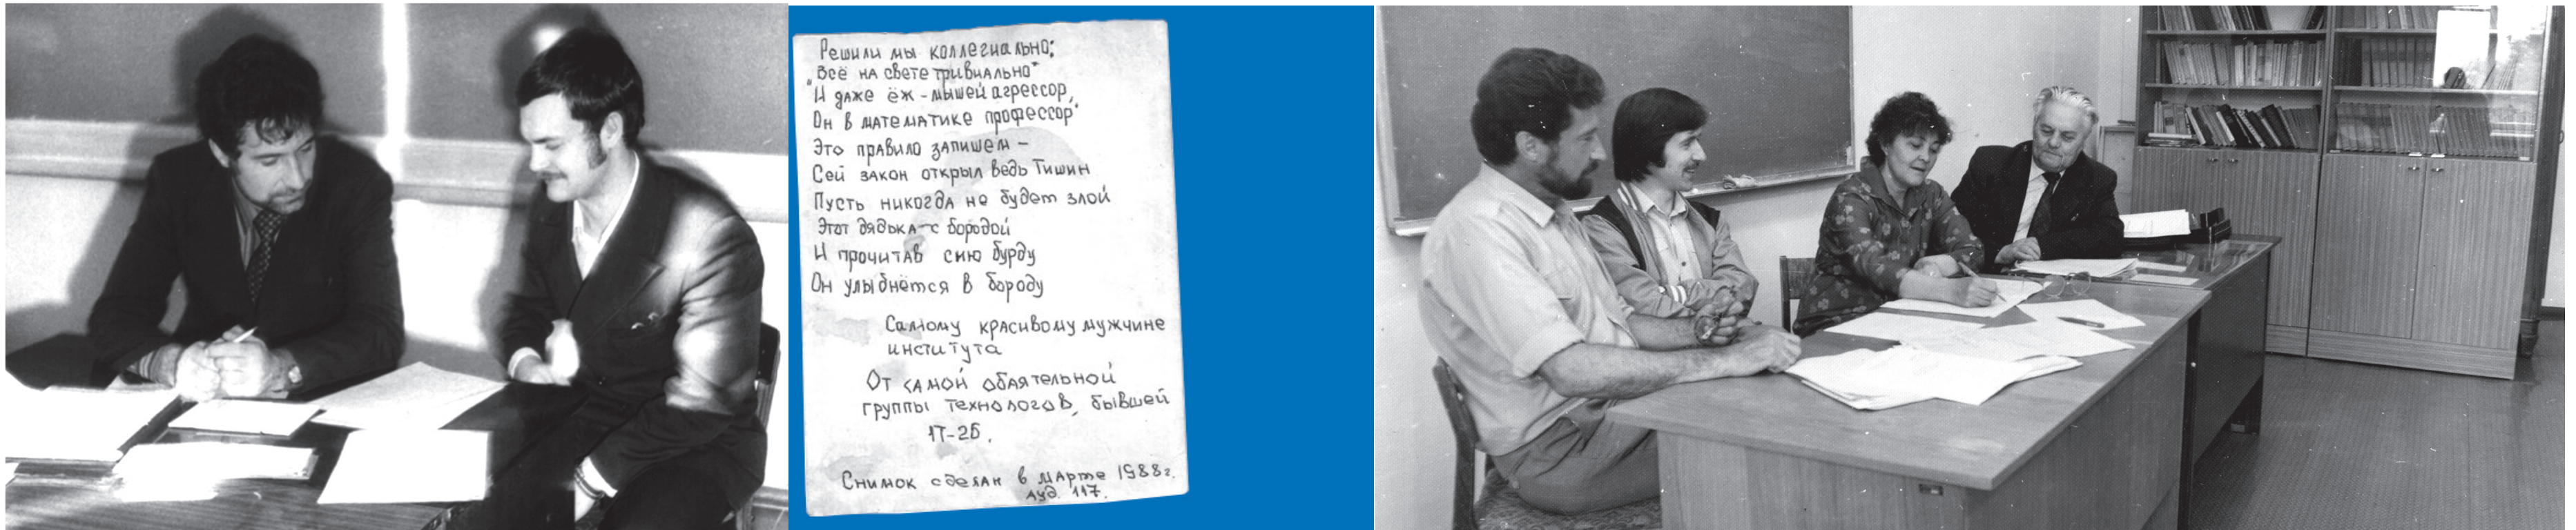 Решили мы коллегиально:
"Всё на свете тривиально"
"И даже ёж - мышей агрессор,
Он в математике профессор"
Это правило запишем -
Сей закон открыл ведь Тишин
Пусть никогда не будет злой
Этот дядька с бородой
И прочитав сию бурду
Он улыбнётся в бороду
Самому красивому мужчине
института
От самой обаятельной
группы технологов, бывшей
1Т-2Б.
Снимок сделан в марте 1988г.
Ауд. 117.